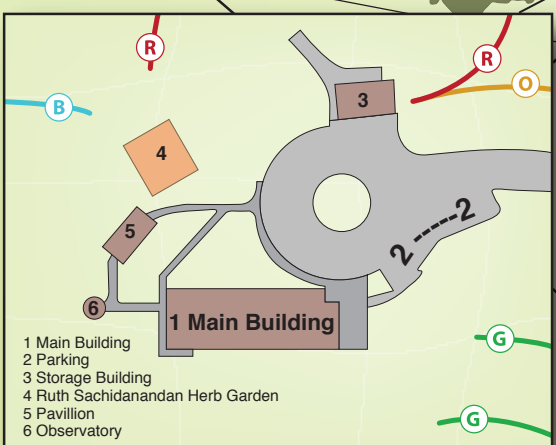 R
R
O
B
3
4
2------2
5
6
1 Main Building
G
G
1 Main Building
2 Parking
3 Storage Building
4 Ruth Sachidanandan Herb Garden
5 Pavillion
6 Observatory